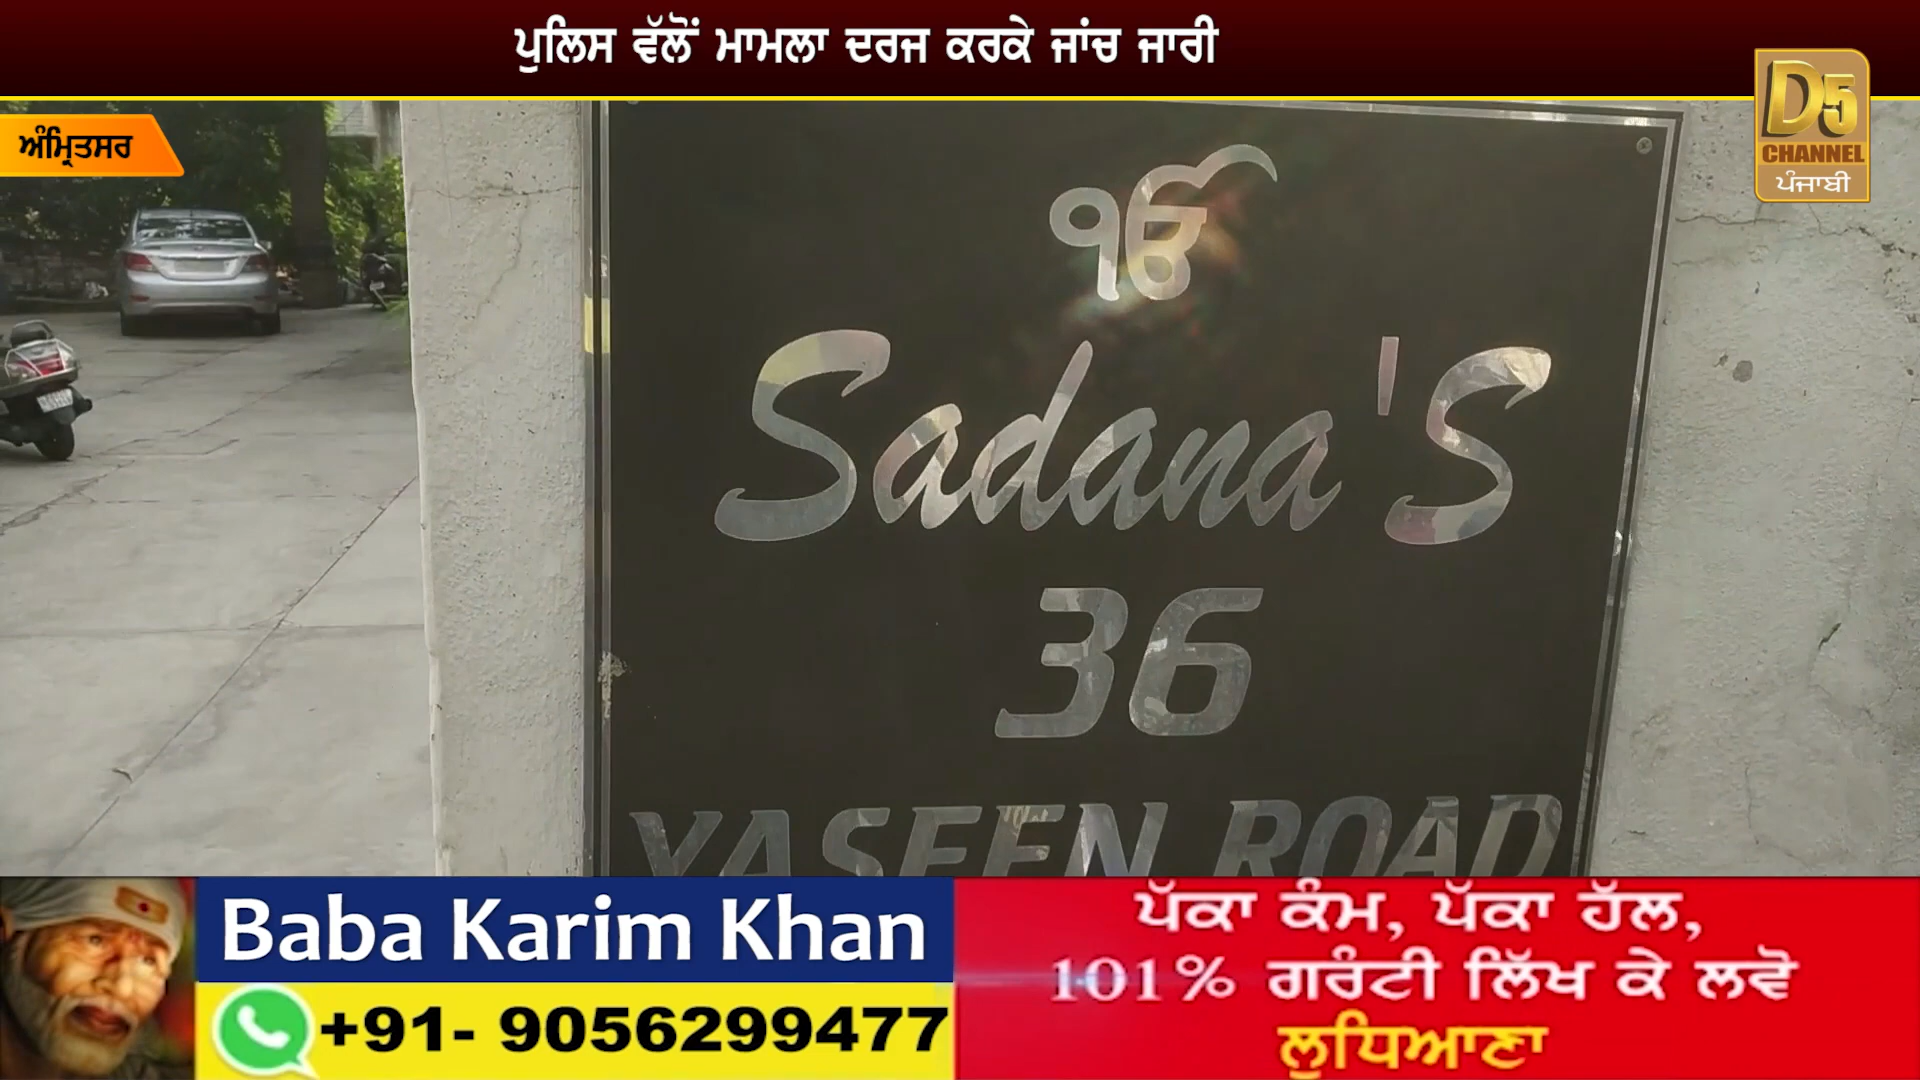 ਪੁਲਿਸ ਵੱਲੋਂ ਮਾਮਲਾ ਦਰਜ ਕਰਕੇ ਜਾਂਚ ਜਾਰੀ
ਅੰਮ੍ਰਿਤਸਰ
D5
CHANNEL
ਪੰਜਾਬੀ
ੴ
Sadana'S
36
YASEEN ROAD
Baba Karim Khan
+91- 9056299477
ਪੱਕਾ ਕੰਮ, ਪੱਕਾ ਹੱਲ,
101% ਗਰੰਟੀ ਲਿੱਖ ਕੇ ਲਵੋ
ਲੁਧਿਆਣਾ